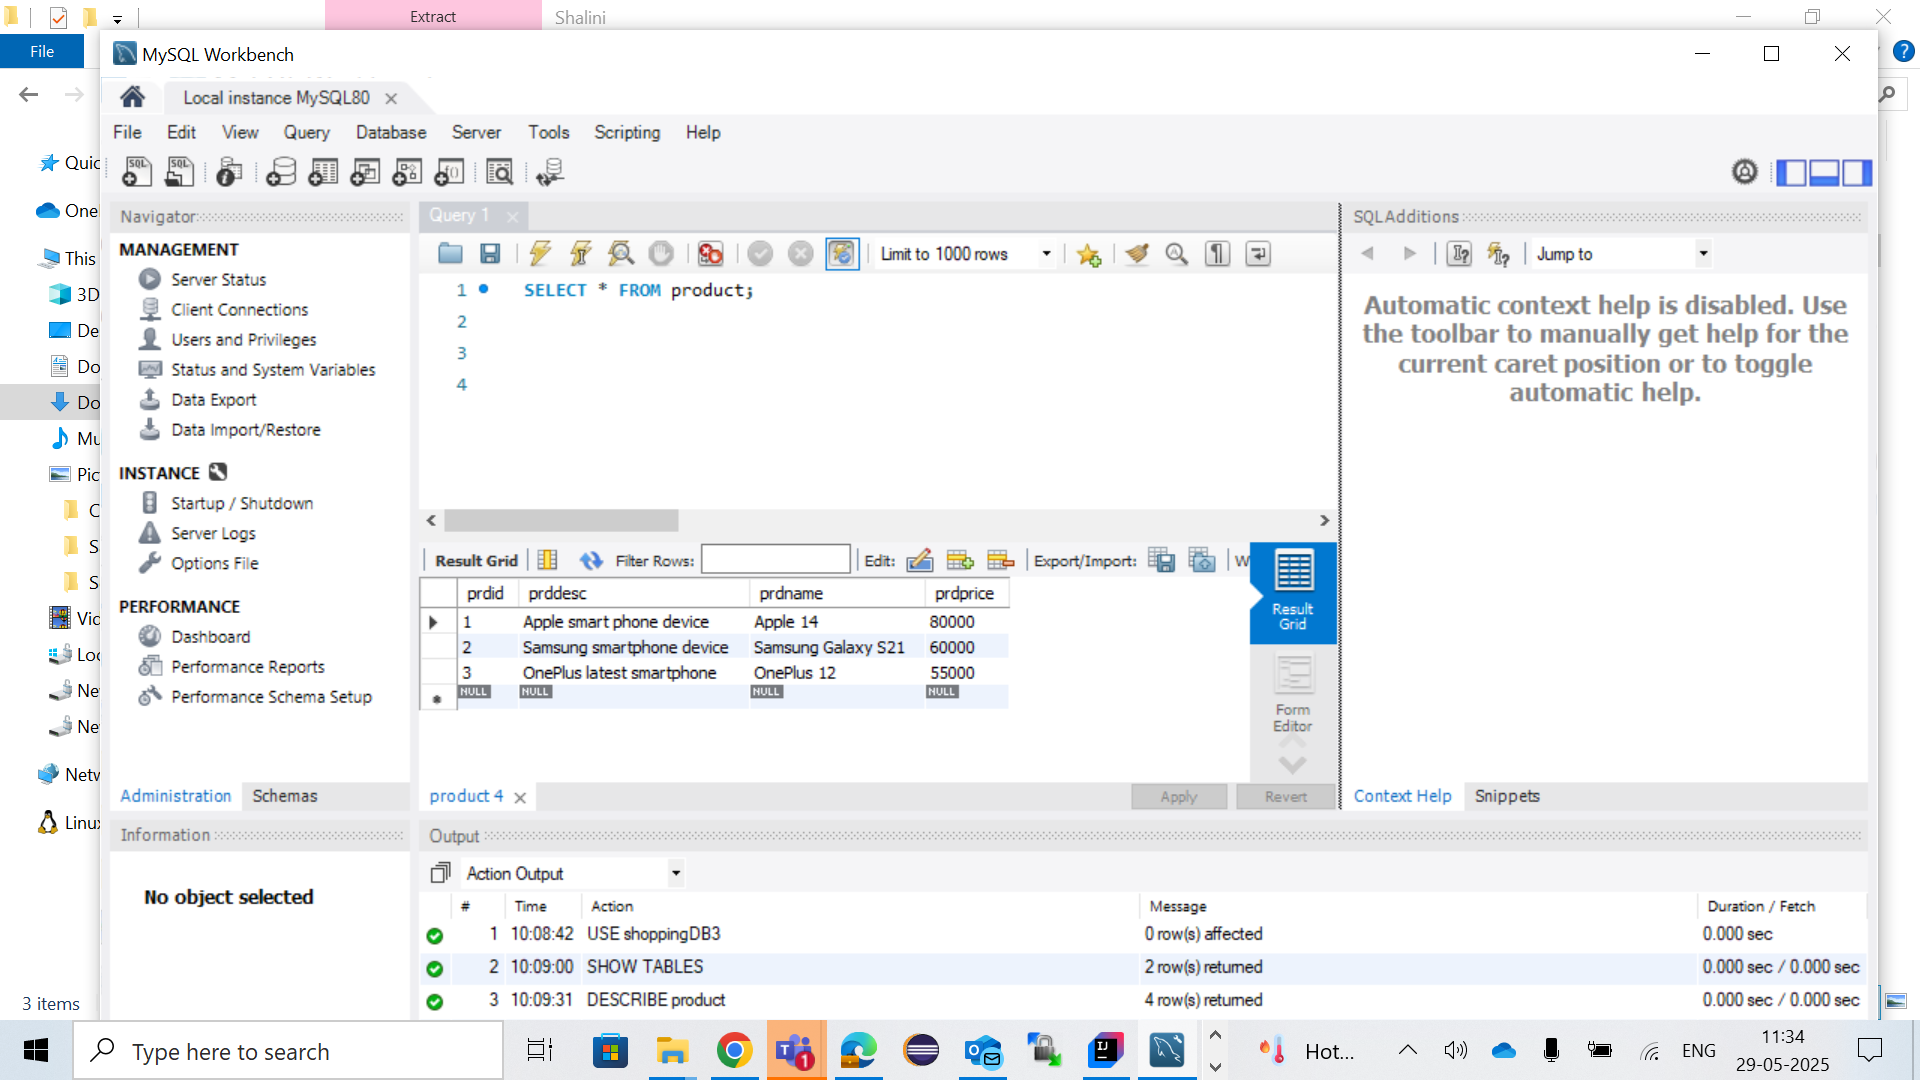 Extract
Shalini
File
MySQL Workbench
Local instance MySQL80
File Edit View Query Database Server Tools Scripting Help
Navigator
MANAGEMENT
Server Status
Client Connections
Users and Privileges
Status and System Variables
Data Export
Data Import/Restore
INSTANCE
Startup / Shutdown
Server Logs
Options File
PERFORMANCE
Dashboard
Performance Reports
Performance Schema Setup
Administration Schemas
Information
No object selected
Quic
One
This
3D
De
Do
Do
Mu
Pic
C
S
S
Vic
Loc
Ne
Ne
Netw
Linux
3 items
Query 1
Limit to 1000 rows
1 SELECT * FROM product;
2
3
4
Result Grid Filter Rows: Edit: Export/Import: W
prdid prddesc prdname prdprice
1 Apple smart phone device Apple 14 80000
2 Samsung smartphone device Samsung Galaxy S21 60000
3 OnePlus latest smartphone OnePlus 12 55000
NULL NULL NULL NULL
Result
Grid
Form
Editor
product 4
Apply Revert
SQLAdditions
Jump to
Automatic context help is disabled. Use
the toolbar to manually get help for the
current caret position or to toggle
automatic help.
Context Help Snippets
Output
Action Output
# Time Action Message Duration / Fetch
1 10:08:42 USE shoppingDB3 0 row(s) affected 0.000 sec
2 10:09:00 SHOW TABLES 2 row(s) returned 0.000 sec / 0.000 sec
3 10:09:31 DESCRIBE product 4 row(s) returned 0.000 sec / 0.000 sec
Type here to search
1
Hot...
ENG
11:34
29-05-2025